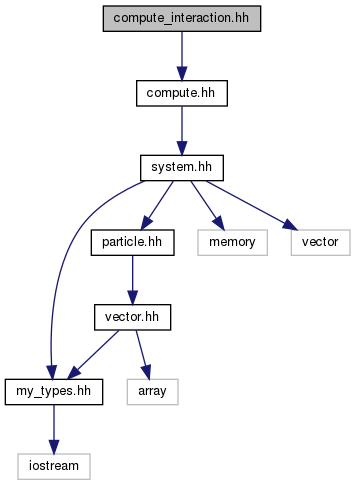 compute_interaction.hh
compute.hh
system.hh
particle.hh
memory
vector
vector.hh
my_types.hh
array
iostream